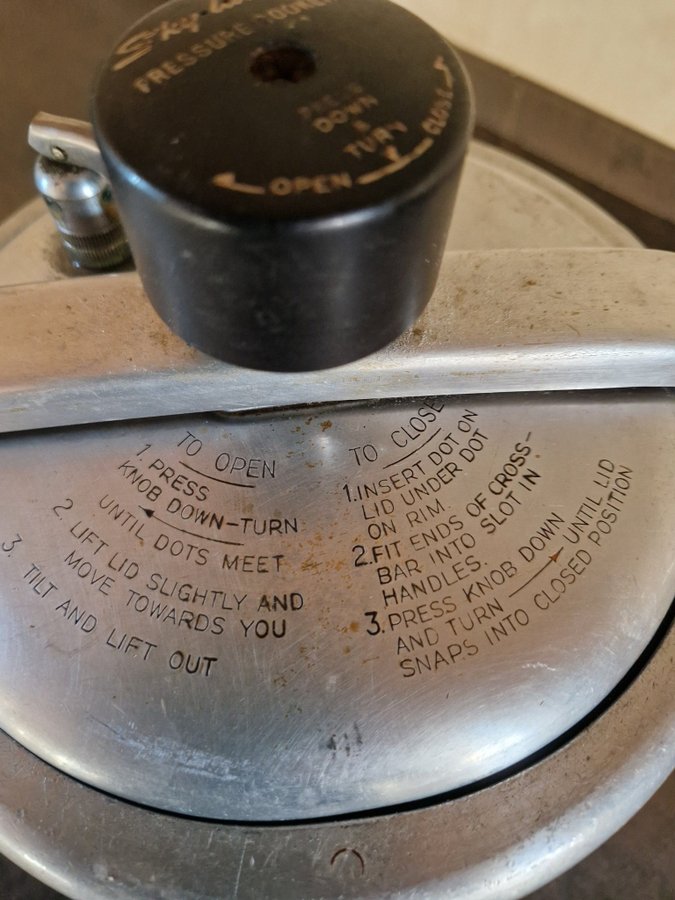 Sky
PRESSURE COOKER
PRESS
DOWN
&
TURN
OPEN
CLOSE
TO OPEN
1. PRESS
KNOB DOWN-TURN
UNTIL DOTS MEET
2. LIFT LID SLIGHTLY AND
MOVE TOWARDS YOU
3. TILT AND LIFT OUT
TO CLOSE
1. INSERT DOT ON
LID UNDER DOT
ON RIM.
2. FIT ENDS OF CROSS-
BAR INTO SLOT IN
HANDLES.
3. PRESS KNOB DOWN
AND TURN UNTIL LID
SNAPS INTO CLOSED POSITION